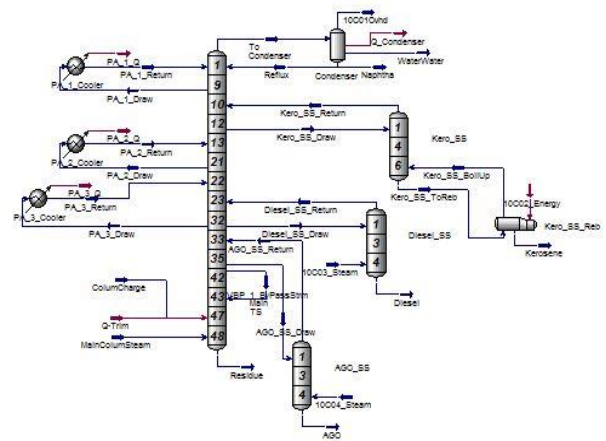 10C01Ovhd
To Condenser
Q_Condenser
WaterWater
Condenser
Naphtha
Reflux
PA_1_Q
PA_1_Return
PA_1_Cooler
PA_1_Draw
1
9
10
12
13
21
22
23
32
33
35
42
43
47
48
Kero_SS_Return
Kero_SS_Draw
1
4
6
Kero_SS
Kero_SS_BoilUp
Kero_SS_ToReb
10C02_Energy
Kero_SS_Reb
Kerosene
PA_2_Q
PA_2_Return
PA_2_Cooler
PA_2_Draw
PA_3_Q
PA_3_Return
PA_3_Cooler
PA_3_Draw
Diesel_SS_Return
Diesel_SS_Draw
AGO_SS_Return
1
3
4
Diesel_SS
10C03_Steam
Diesel
VBP_1_ByPassStrm
Main TS
ColumCharge
Q-Trim
MainColumSteam
AGO_SS_Draw
Residue
1
3
4
AGO_SS
10C04_Steam
AGO